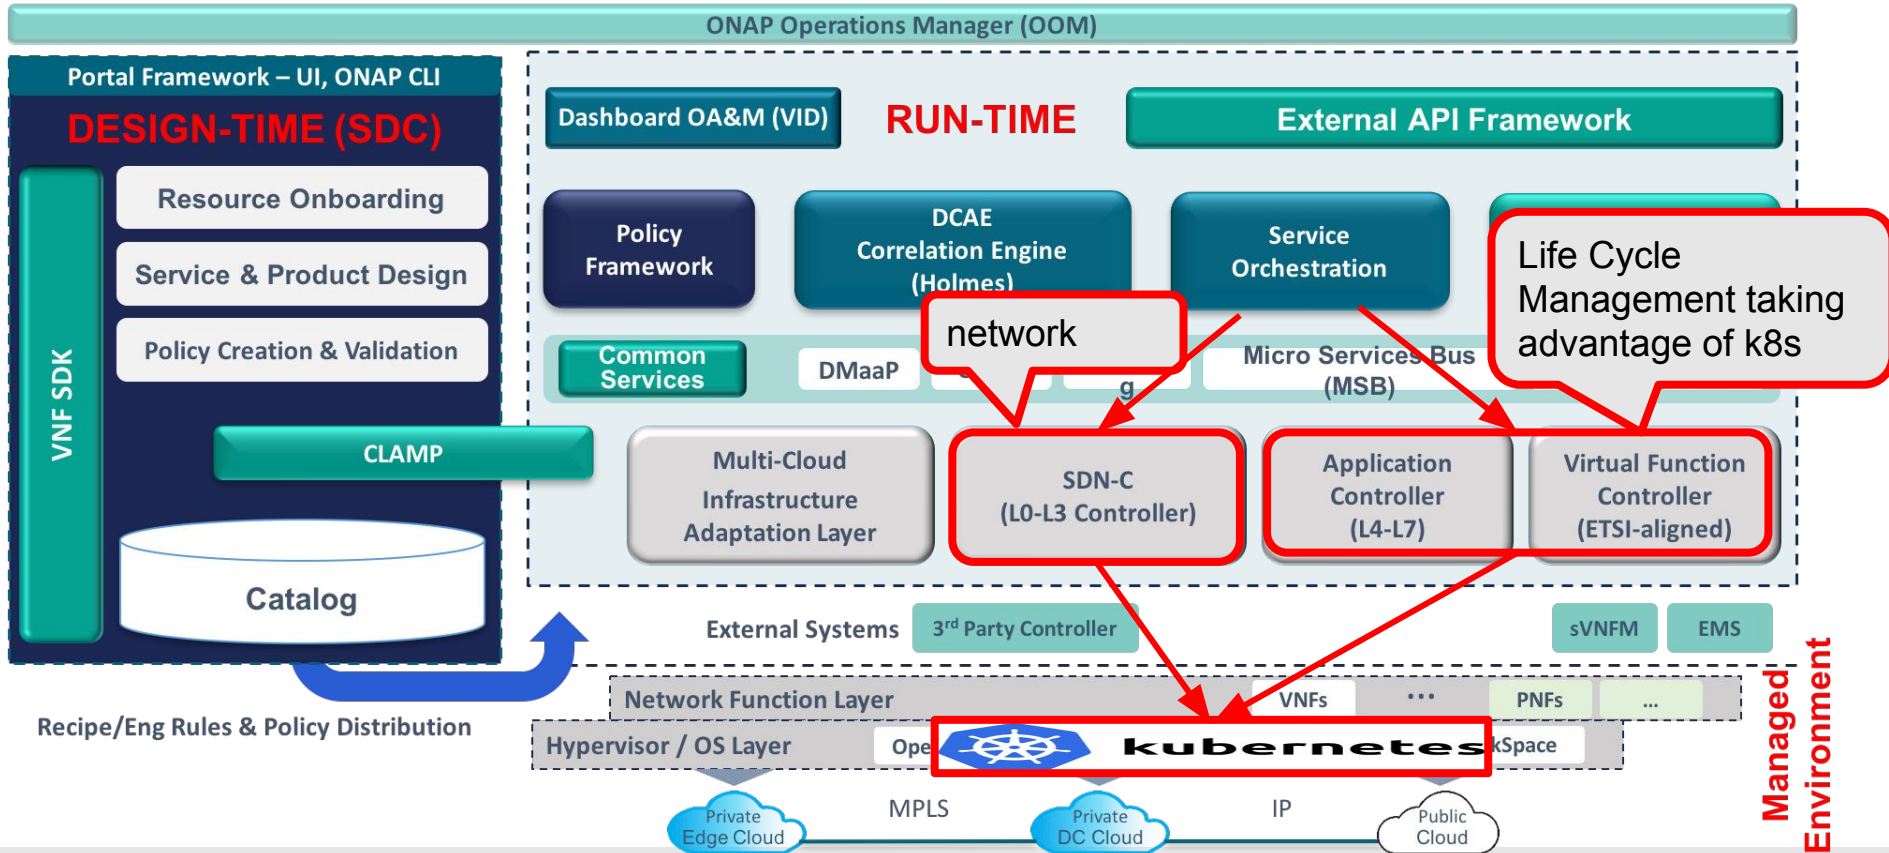 ONAP Operations Manager (OOM)
Portal Framework – UI, ONAP CLI
DESIGN-TIME (SDC)
VNF SDK
Resource Onboarding
Service & Product Design
Policy Creation & Validation
CLAMP
Catalog
Recipe/Eng Rules & Policy Distribution
Dashboard OA&M (VID)
RUN-TIME
External API Framework
Policy
Framework
DCAE
Correlation Engine
(Holmes)
Service
Orchestration
Life Cycle
Management taking
advantage of k8s
network
Common
Services
DMaaP
g
Micro Services Bus
(MSB)
Multi-Cloud
Infrastructure
Adaptation Layer
SDN-C
(L0-L3 Controller)
Application
Controller
(L4-L7)
Virtual Function
Controller
(ETSI-aligned)
External Systems
3rd Party Controller
sVNFM
EMS
Network Function Layer
VNFs
...
PNFs
...
Hypervisor / OS Layer
Ope
kubernetes
kSpace
Private
Edge Cloud
MPLS
Private
DC Cloud
IP
Public
Cloud
Managed
Environment